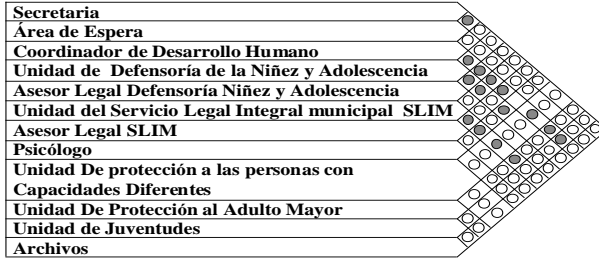 Secretaria
Área de Espera
Coordinador de Desarrollo Humano
Unidad de Defensoría de la Niñez y Adolescencia
Asesor Legal Defensoría Niñez y Adolescencia
Unidad del Servicio Legal Integral municipal SLIM
Asesor Legal SLIM
Psicólogo
Unidad De protección a las personas con
Capacidades Diferentes
Unidad De Protección al Adulto Mayor
Unidad de Juventudes
Archivos